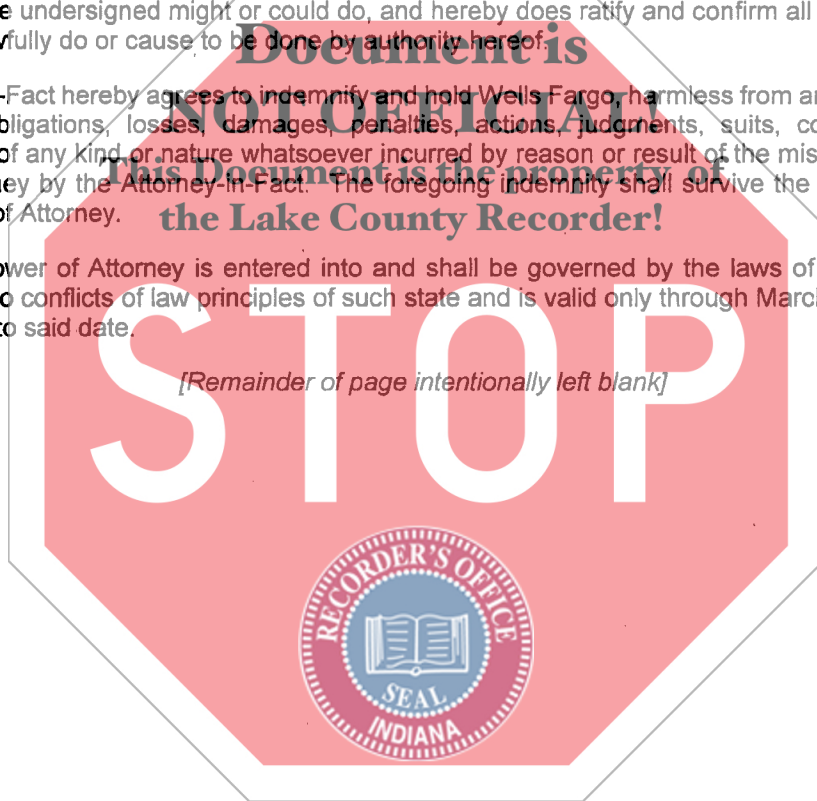 e undersigned might or could do, and hereby does ratify and confirm all
fully do or cause to be done by authority hereof.
Document is
-Fact hereby agrees to indemnify and hold Wells Fargo, harmless from
NOT OFFICIAL!
bligations, losses, damages, penalties, actions, judgments, suits, co
of any kind or nature whatsoever incurred by reason or result of the mis
This Document is the property of
ey by the Attorney-in-Fact. The foregoing indemnity shall survive the
of Attorney.
the Lake County Recorder!
wer of Attorney is entered into and shall be governed by the laws of
o conflicts of law principles of such state and is valid only through March
to said date.
STOP
[Remainder of page intentionally left blank]
RECORDER'S OFFICE
SEAL
INDIANA